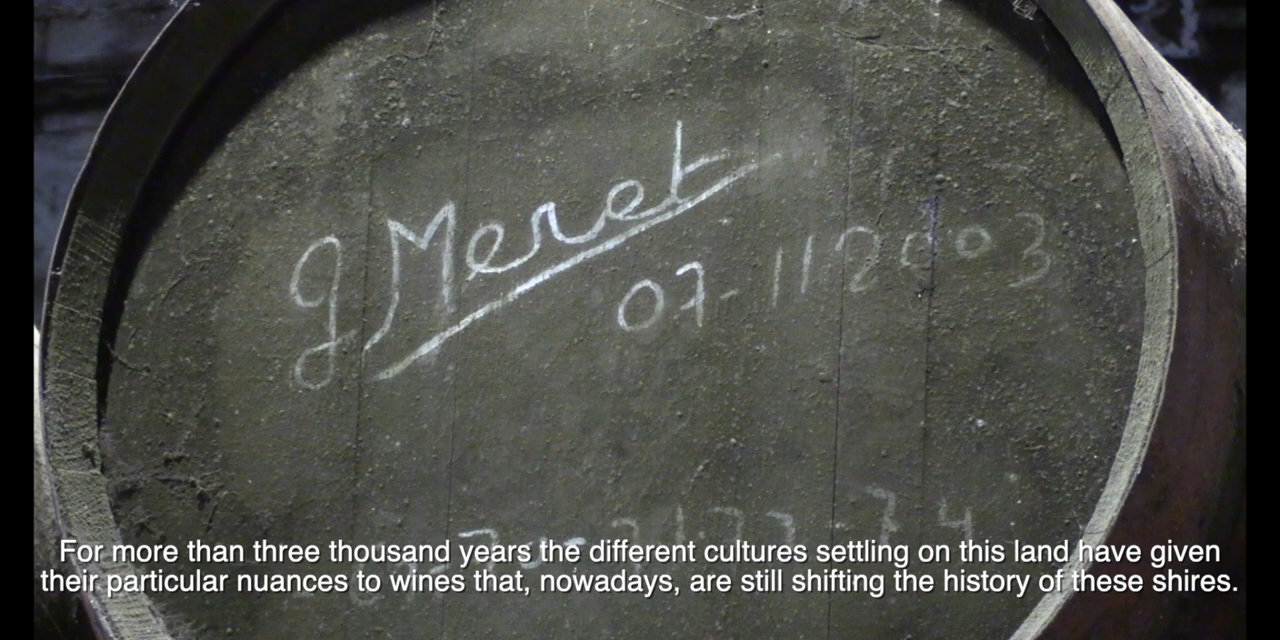 g Meret
07-11 2003
For more than three thousand years the different cultures settling on this land have given
their particular nuances to wines that, nowadays, are still shifting the history of these shires.